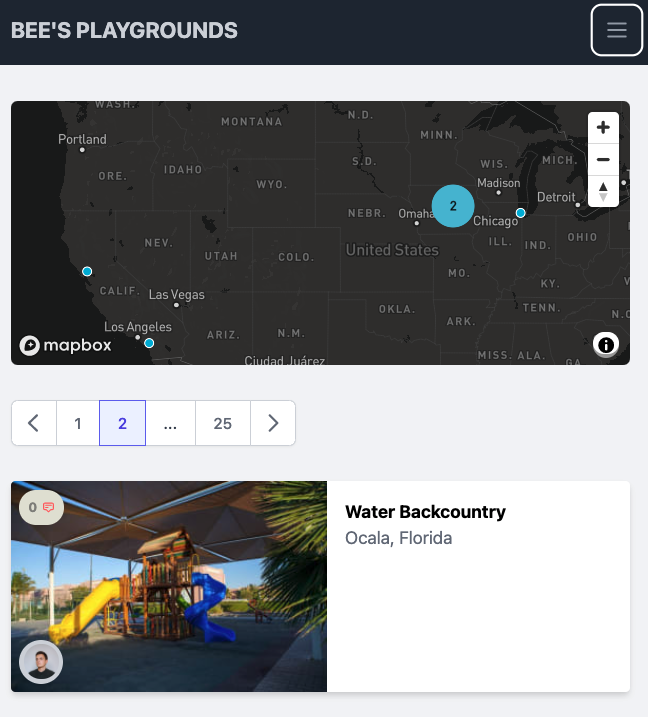 BEE'S PLAYGROUNDS
WASH.
MONTANA
N.D.
MINN.
Portland
ORE.
IDAHO
WYO.
S.D.
WIS.
MICH.
Madison
Detroit
NEBR.
Omaha
2
Chicago
NEV.
UTAH
COLO.
United States
ILL.
IND.
OHIO
CALIF.
Las Vegas
MO.
KY.
Los Angeles
ARIZ.
N.M.
OKLA.
ARK.
TENN.
N.C
mapbox
Ciudad Juárez
MISS.
ALA.
GA
1
2
...
25
0
Water Backcountry
Ocala, Florida